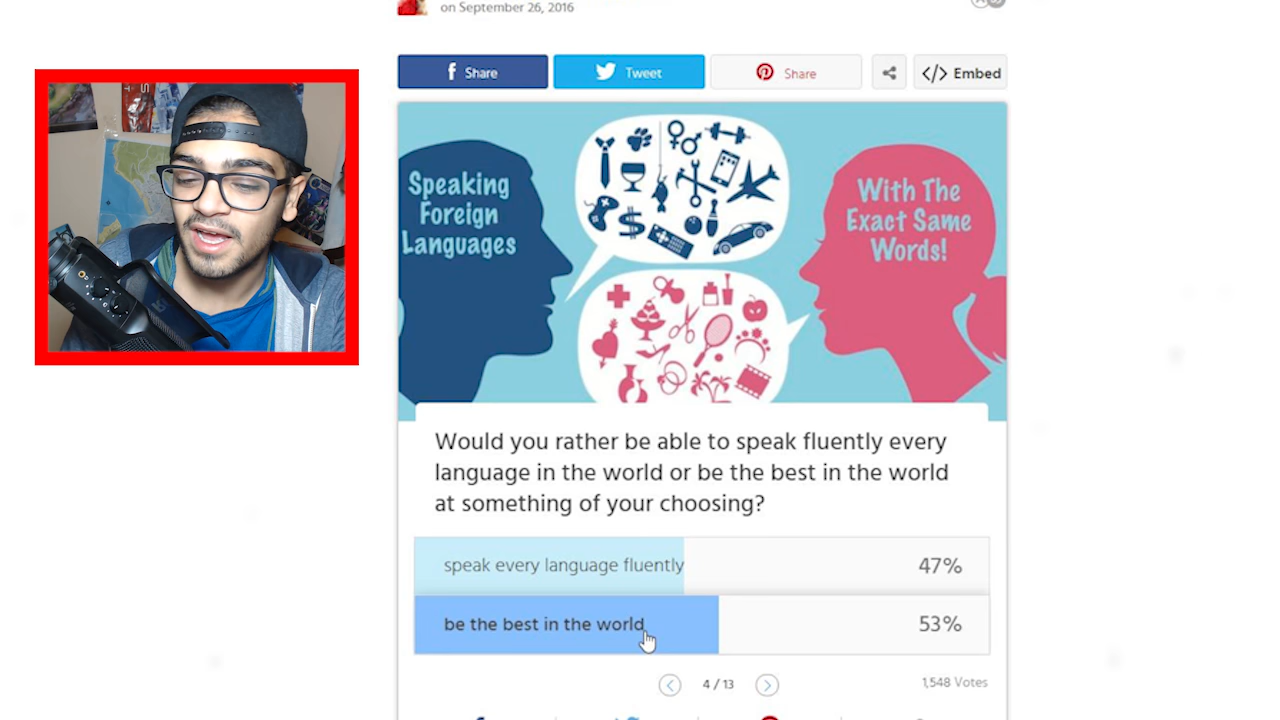 on September 26, 2016
Share
Tweet
Share
</> Embed
Speaking
Foreign
Languages
With The
Exact Same
Words!
Would you rather be able to speak fluently every
language in the world or be the best in the world
at something of your choosing?
speak every language fluently
47%
be the best in the world
53%
4 / 13
1,548 Votes